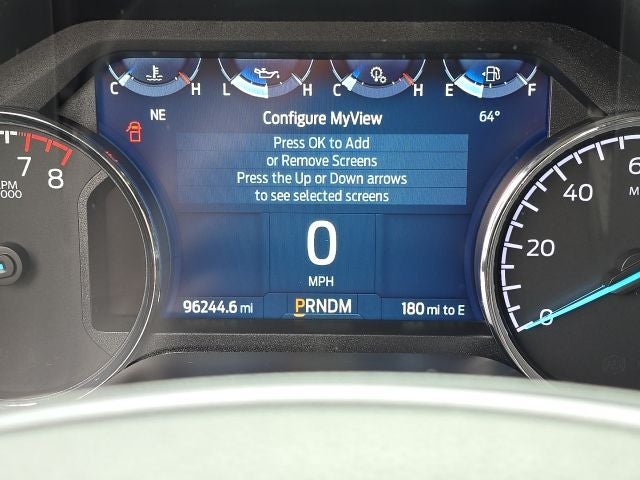 C H L H C H E F
NE
Configure MyView
64°
Press OK to Add
or Remove Screens
Press the Up or Down arrows
to see selected screens
7
8
000
40
20
0
0
MPH
96244.6 mi
PRNDM
180 mi to E